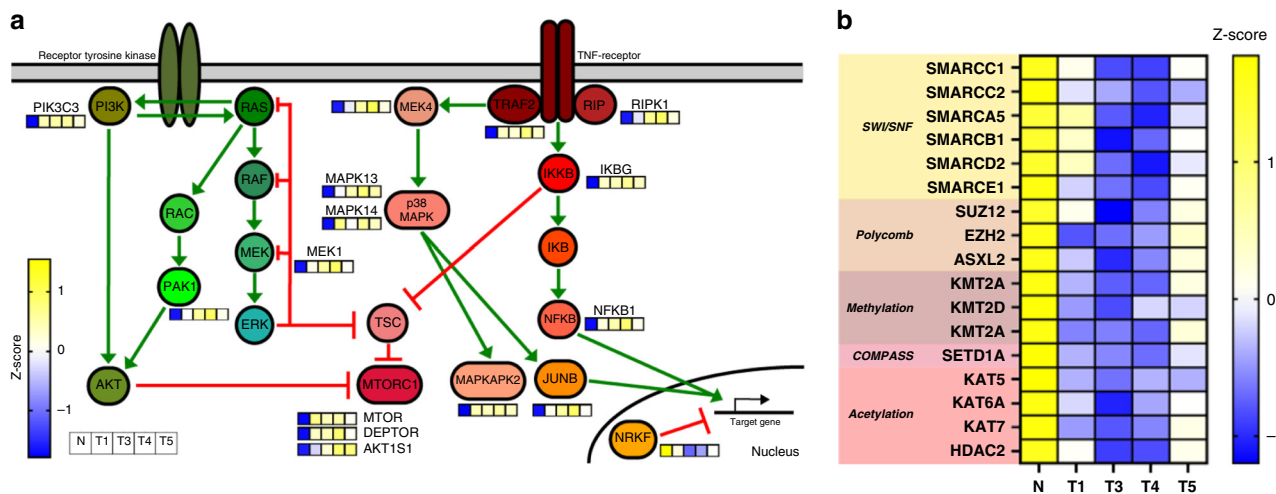 a
Receptor tyrosine kinase
TNF-receptor
PIK3C3
PI3K
RAS
MEK4
TRAF2
RIP
RIPK1
RAF
RAC
MEK
MEK1
PAK1
ERK
AKT
MAPK13
MAPK14
p38
MAPK
IKKB
IKBG
IKB
NFKB
NFKB1
TSC
MTORC1
MTOR
DEPTOR
AKT1S1
MAPKAPK2
JUNB
NRKF
Target gene
Nucleus
Z-score
1
0
−1
N T1 T3 T4 T5
b
Z-score
SWI/SNF
SMARCC1
SMARCC2
SMARCA5
SMARCB1
SMARCD2
SMARCE1
Polycomb
SUZ12
EZH2
ASXL2
Methylation
KMT2A
KMT2D
KMT2A
COMPASS
SETD1A
Acetylation
KAT5
KAT6A
KAT7
HDAC2
N T1 T3 T4 T5
1
0
−